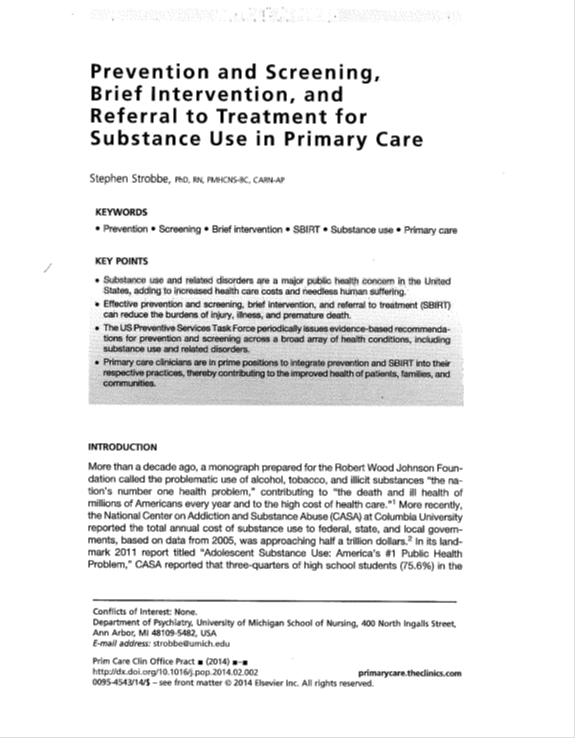 Prevention and Screening,
Brief Intervention, and
Referral to Treatment for
Substance Use in Primary Care
Stephen Strobbe, PhD, RN, PMHCNS-BC, CARN-AP
KEYWORDS
• Prevention • Screening • Brief intervention • SBIRT • Substance use • Primary care
KEY POINTS
• Substance use and related disorders are a major public health concern in the United
States, adding to increased health care costs and needless human suffering.
• Effective prevention and screening, brief intervention, and referral to treatment (SBIRT)
can reduce the burdens of injury, illness, and premature death.
• The US Preventive Services Task Force periodically issues evidence-based recommenda-
tions for prevention and screening across a broad array of health conditions, including
substance use and related disorders.
• Primary care clinicians are in prime positions to integrate prevention and SBIRT into their
respective practices, thereby contributing to the improved health of patients, families, and
communities.
INTRODUCTION
More than a decade ago, a monograph prepared for the Robert Wood Johnson Foun-
dation called the problematic use of alcohol, tobacco, and illicit substances "the na-
tion's number one health problem," contributing to "the death and ill health of
millions of Americans every year and to the high cost of health care."1 More recently,
the National Center on Addiction and Substance Abuse (CASA) at Columbia University
reported the total annual cost of substance use to federal, state, and local govern-
ments, based on data from 2005, was approaching half a trillion dollars.2 In its land-
mark 2011 report titled "Adolescent Substance Use: America's #1 Public Health
Problem," CASA reported that three-quarters of high school students (75.6%) in the
Conflicts of Interest: None.
Department of Psychiatry, University of Michigan School of Nursing, 400 North Ingalls Street,
Ann Arbor, MI 48109-5482, USA
E-mail address: strobbe@umich.edu
Prim Care Clin Office Pract ■ (2014) ■–■
http://dx.doi.org/10.1016/j.pop.2014.02.002 primarycare.theclinics.com
0095-4543/14/$ – see front matter © 2014 Elsevier Inc. All rights reserved.